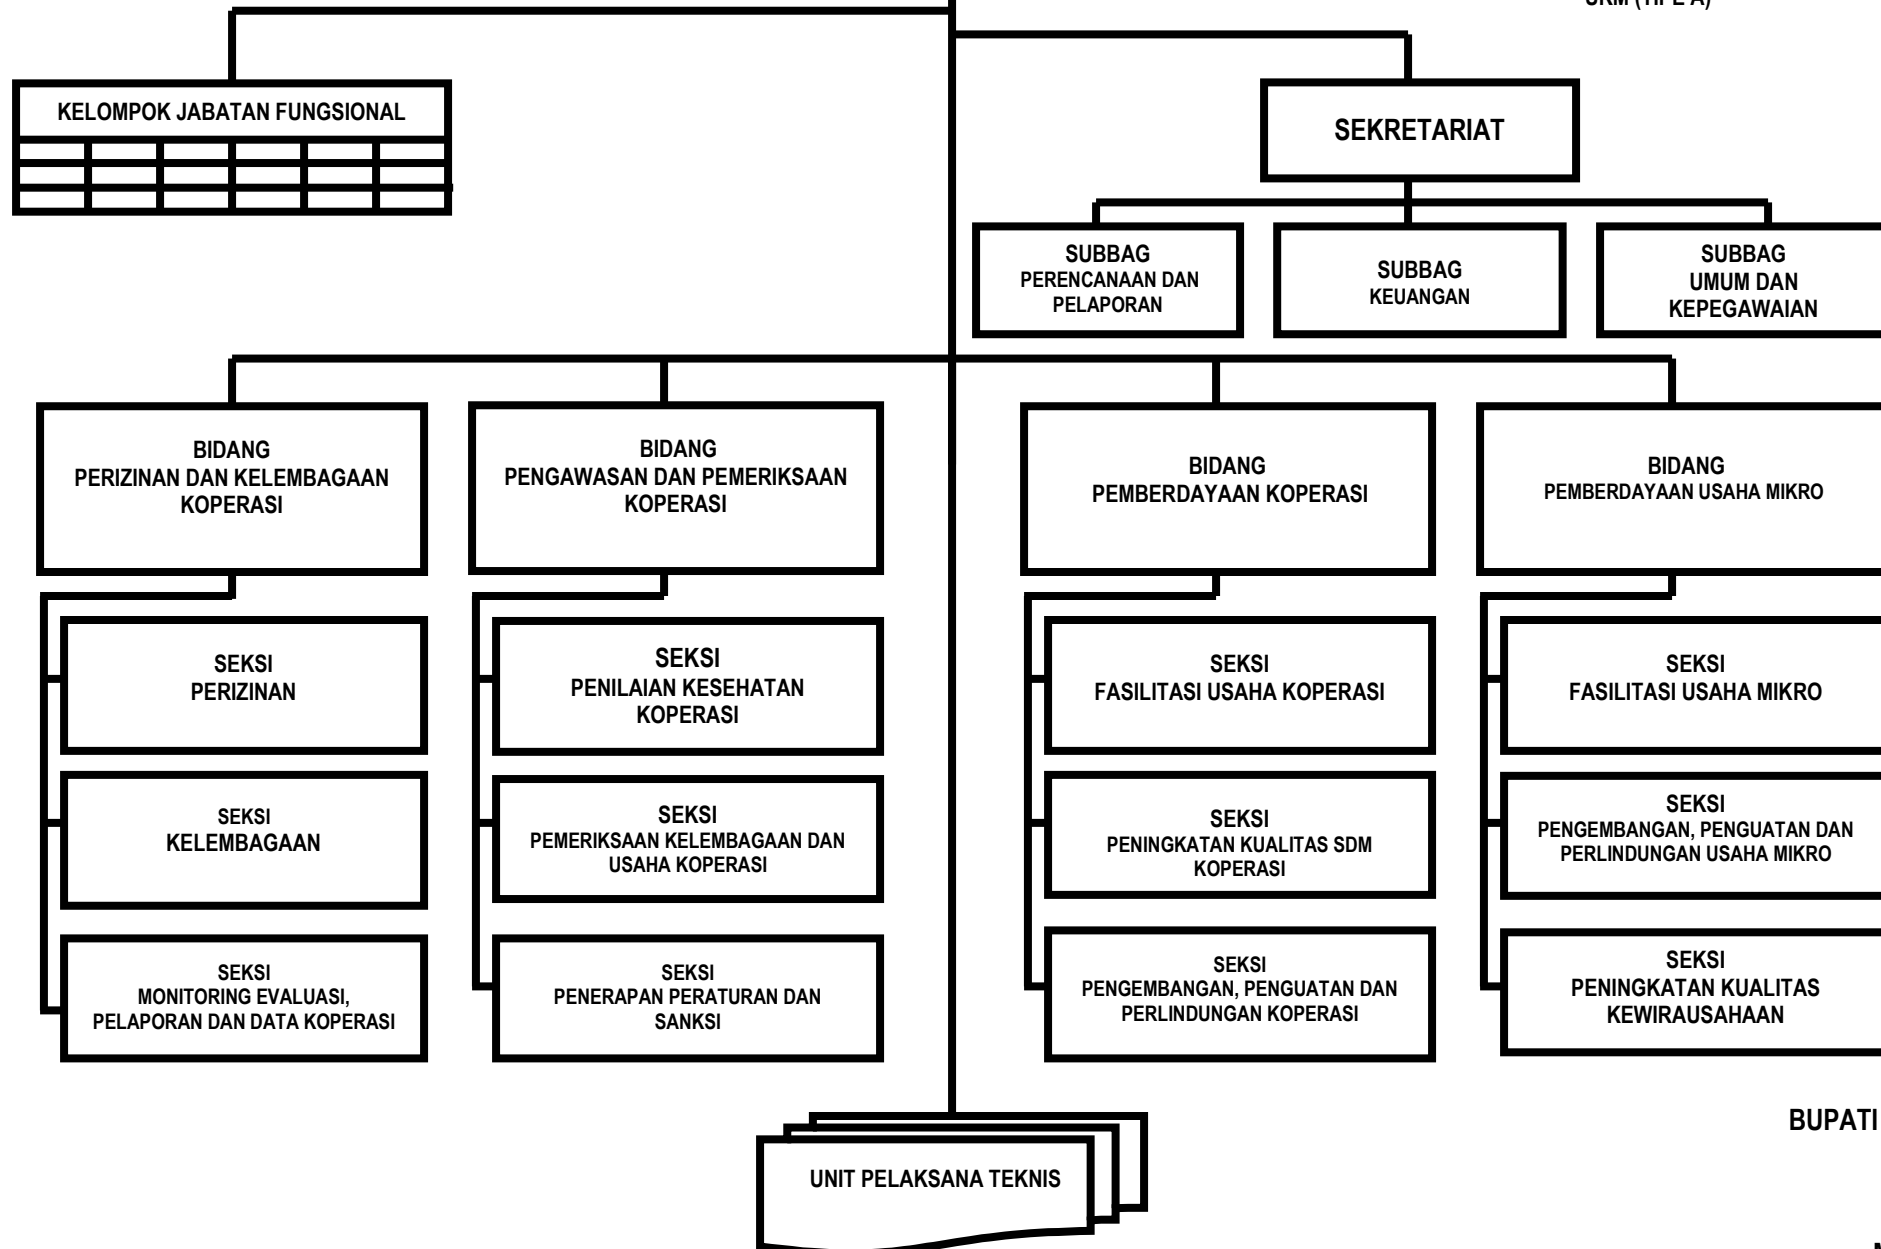 UKM (TIPE A)
KELOMPOK JABATAN FUNGSIONAL
SEKRETARIAT
SUBBAG
PERENCANAAN DAN
PELAPORAN
SUBBAG
KEUANGAN
SUBBAG
UMUM DAN
KEPEGAWAIAN
BIDANG
PERIZINAN DAN KELEMBAGAAN
KOPERASI
BIDANG
PENGAWASAN DAN PEMERIKSAAN
KOPERASI
BIDANG
PEMBERDAYAAN KOPERASI
BIDANG
PEMBERDAYAAN USAHA MIKRO
SEKSI
PERIZINAN
SEKSI
PENILAIAN KESEHATAN
KOPERASI
SEKSI
FASILITASI USAHA KOPERASI
SEKSI
FASILITASI USAHA MIKRO
SEKSI
KELEMBAGAAN
SEKSI
PEMERIKSAAN KELEMBAGAAN DAN
USAHA KOPERASI
SEKSI
PENINGKATAN KUALITAS SDM
KOPERASI
SEKSI
PENGEMBANGAN, PENGUATAN DAN
PERLINDUNGAN USAHA MIKRO
SEKSI
MONITORING EVALUASI,
PELAPORAN DAN DATA KOPERASI
SEKSI
PENERAPAN PERATURAN DAN
SANKSI
SEKSI
PENGEMBANGAN, PENGUATAN DAN
PERLINDUNGAN KOPERASI
SEKSI
PENINGKATAN KUALITAS
KEWIRAUSAHAAN
BUPATI
UNIT PELAKSANA TEKNIS